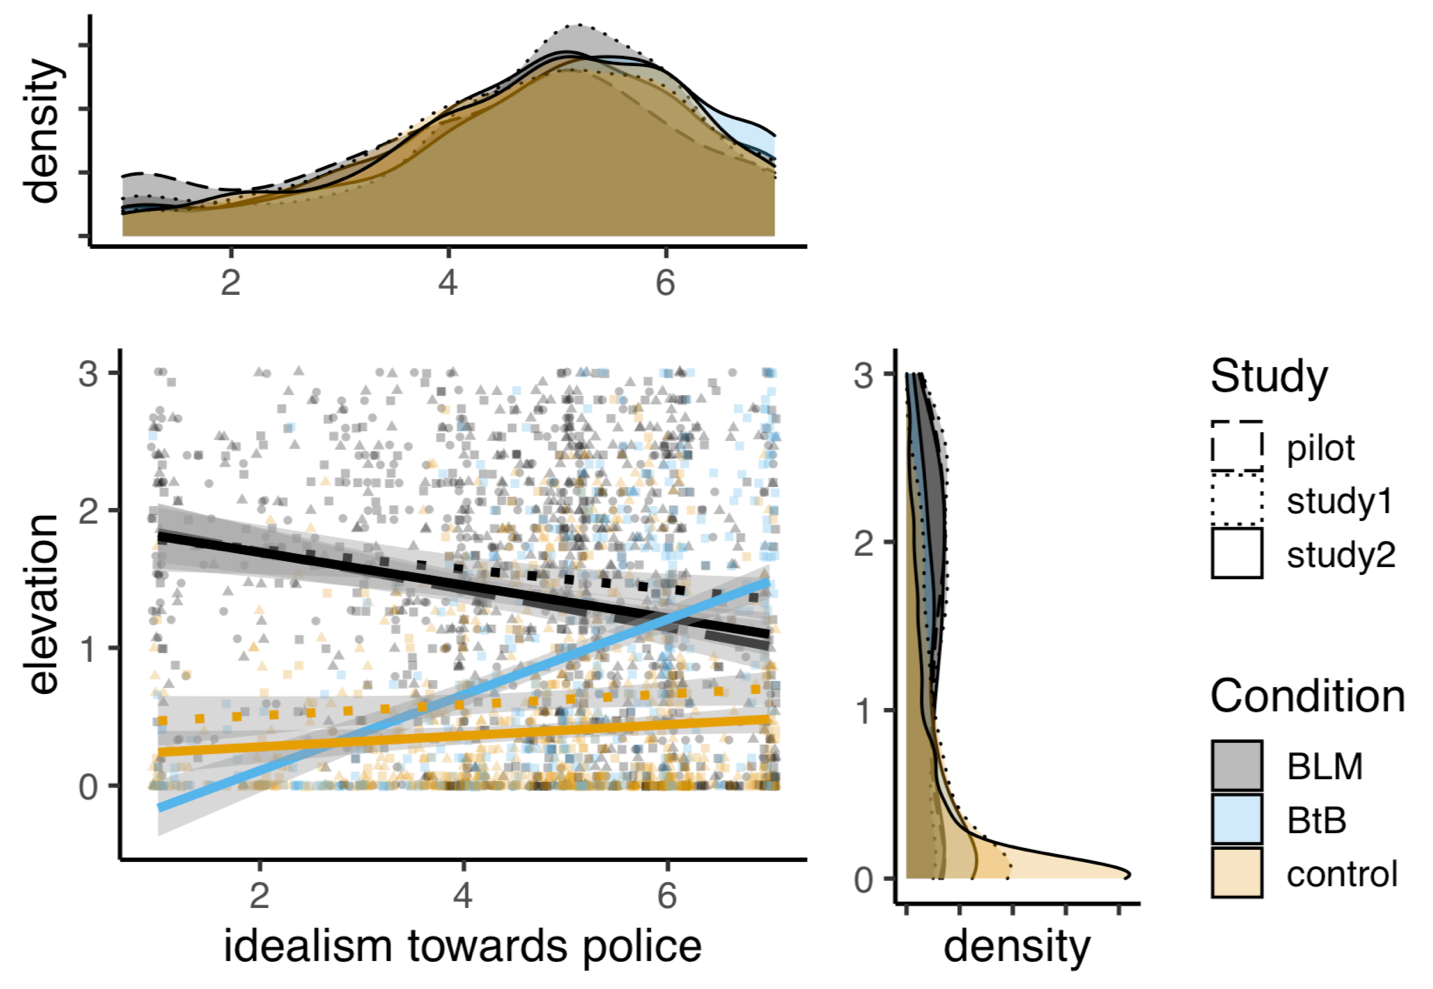 density
2 4 6
3
2
1
0
elevation
2 4 6
idealism towards police
3
2
1
0
density
Study
pilot
study1
study2
Condition
BLM
BtB
control